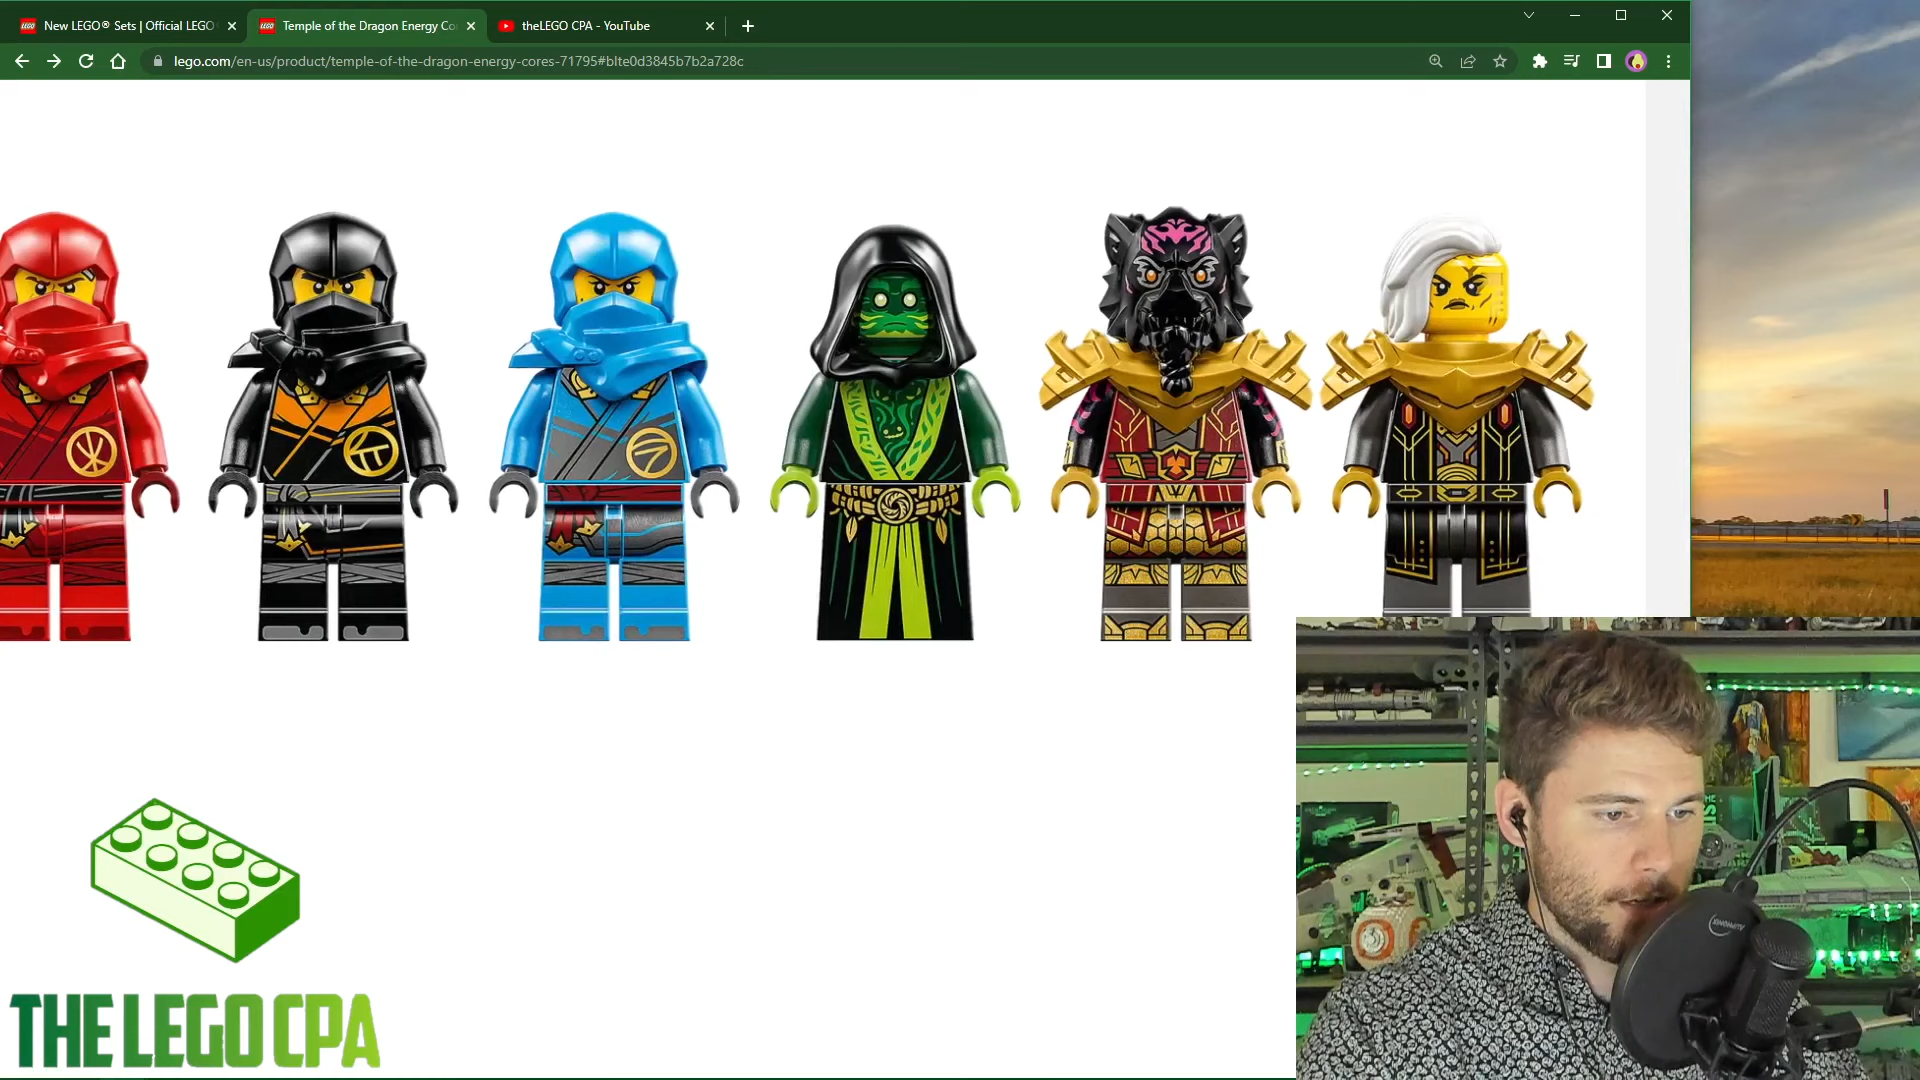 New LEGO® Sets | Official LEGO
Temple of the Dragon Energy Co
theLEGO CPA - YouTube
lego.com/en-us/product/temple-of-the-dragon-energy-cores-71795#blte0d3845b7b2a728c
THE LEGO CPA